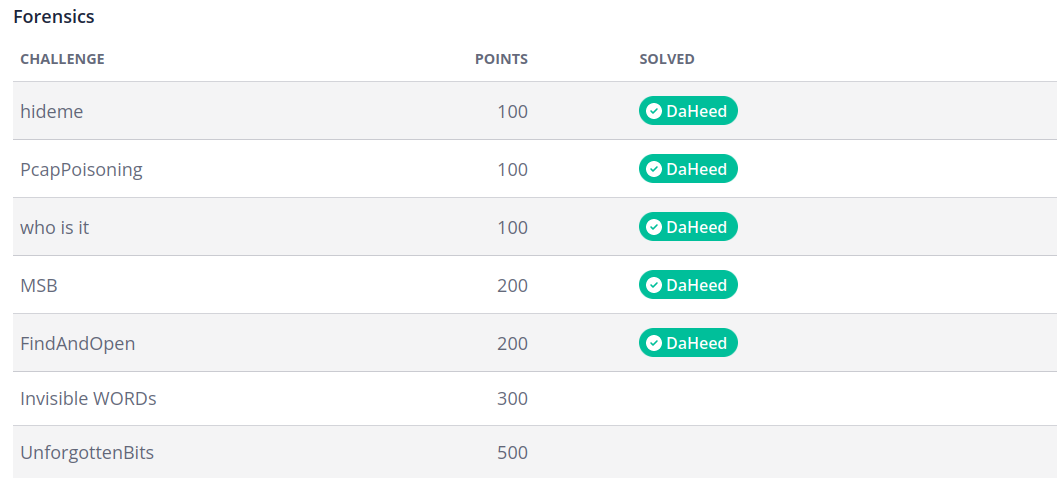 Forensics
CHALLENGE POINTS SOLVED
hideme 100 DaHeed
PcapPoisoning 100 DaHeed
who is it 100 DaHeed
MSB 200 DaHeed
FindAndOpen 200 DaHeed
Invisible WORDs 300
UnforgottenBits 500